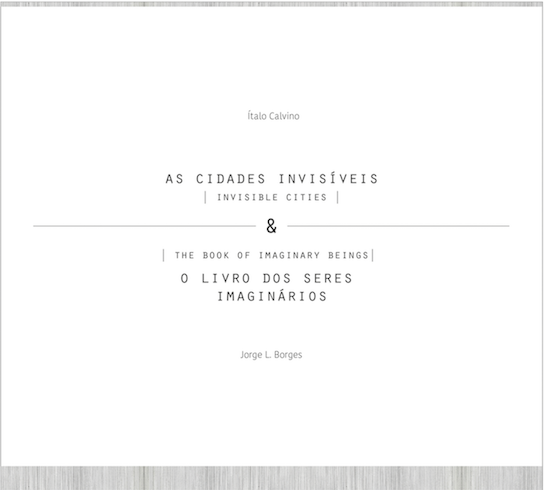 Ítalo Calvino
AS CIDADES INVISÍVEIS
| INVISIBLE CITIES |
&
| THE BOOK OF IMAGINARY BEINGS|
O LIVRO DOS SERES
IMAGINÁRIOS
Jorge L. Borges